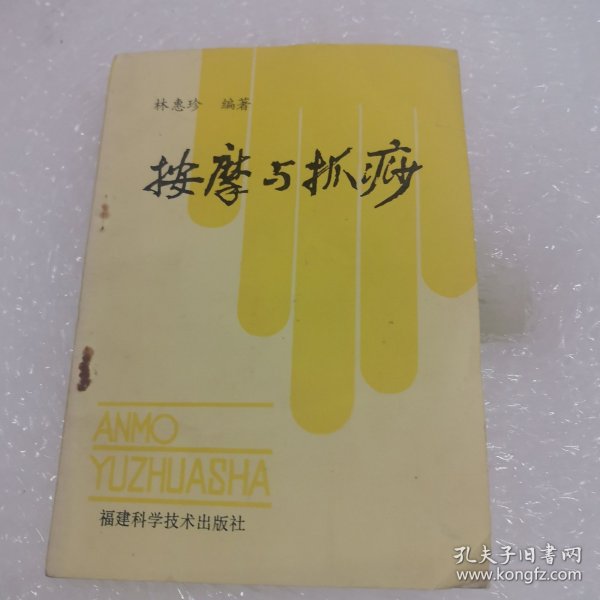 林惠珍 编著
按摩与抓痧
ANMO
YUZHUASHA
福建科学技术出版社
孔夫子旧书网
www.kongfz.com